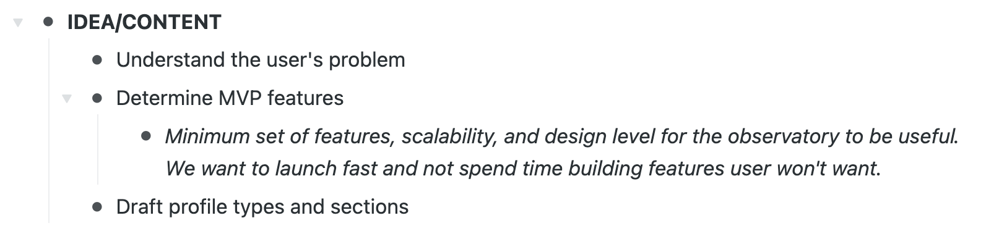 IDEA/CONTENT
Understand the user's problem
Determine MVP features
Minimum set of features, scalability, and design level for the observatory to be useful.
We want to launch fast and not spend time building features user won't want.
Draft profile types and sections